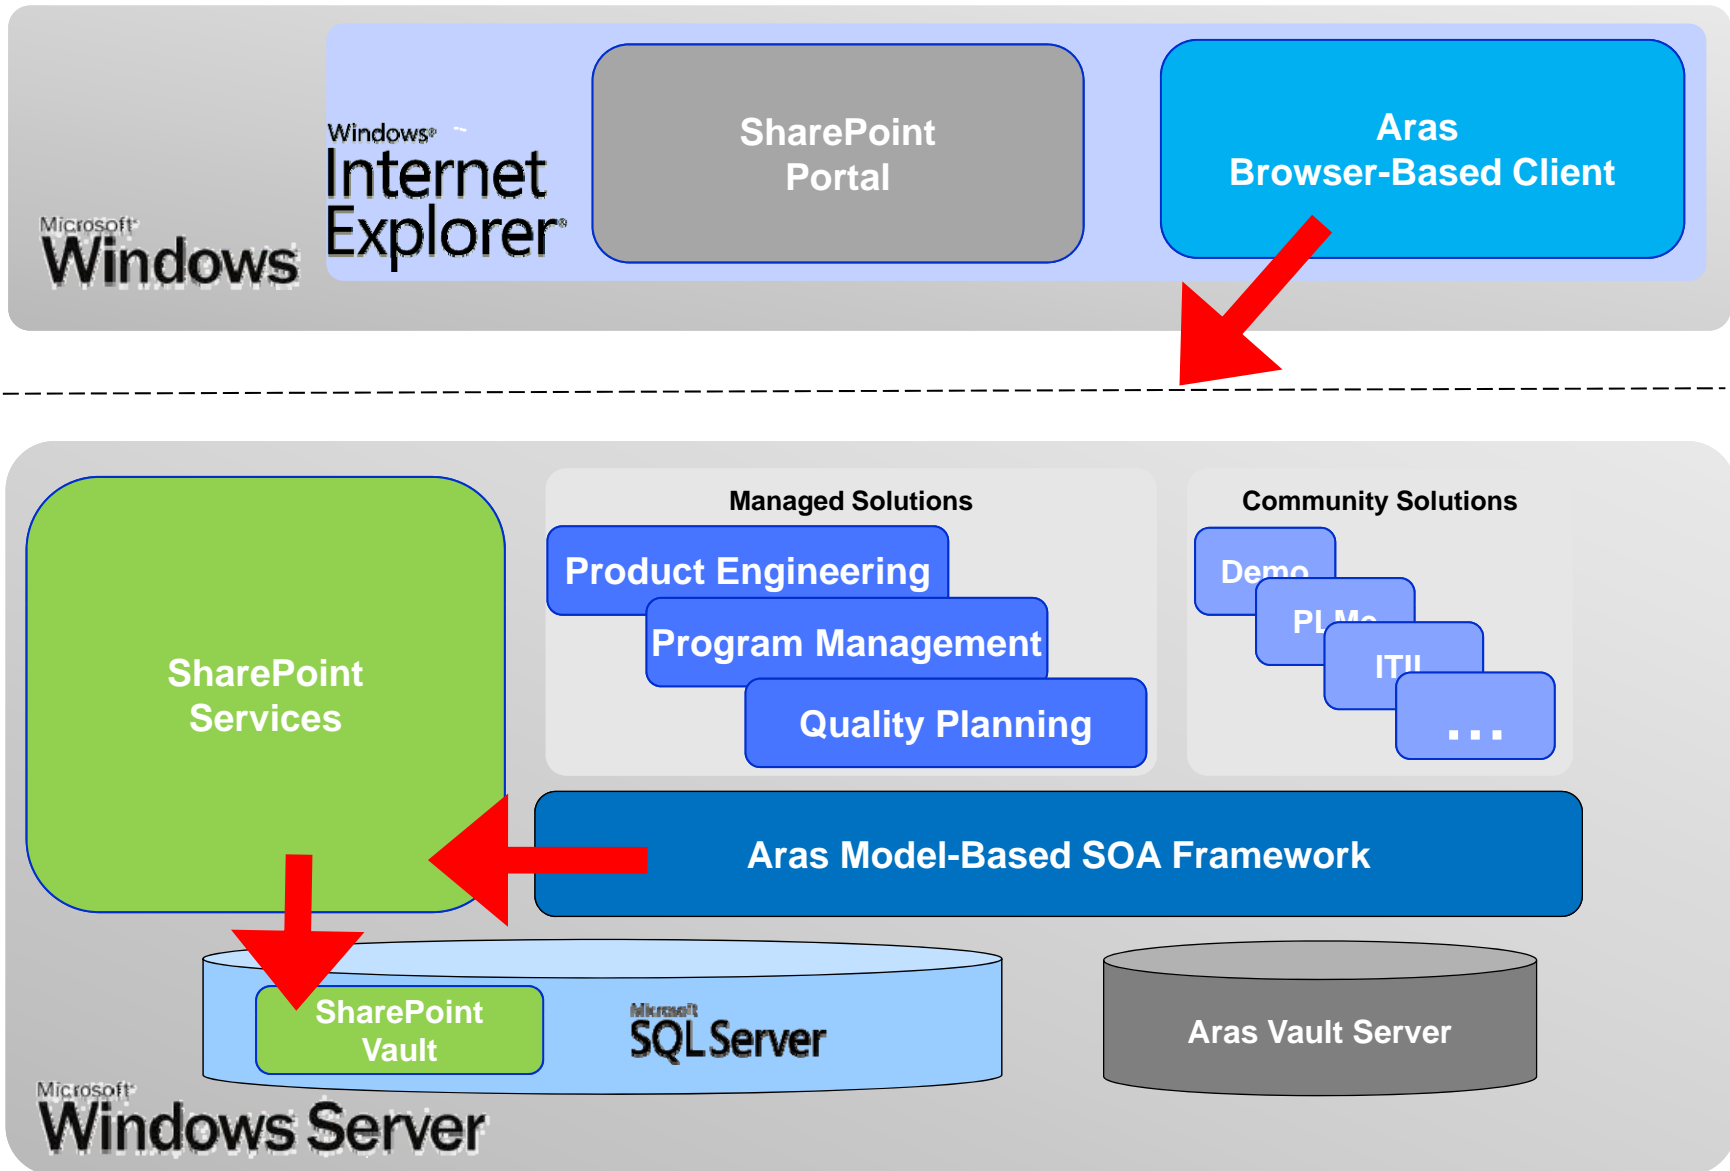 Windows®
Internet
Explorer®
SharePoint
Portal
Aras
Browser-Based Client
Microsoft®
Windows
Managed Solutions
Community Solutions
Product Engineering
Program Management
Quality Planning
Demo
ITIL
...
SharePoint
Services
Aras Model-Based SOA Framework
SharePoint
Vault
Microsoft
SQL Server
Aras Vault Server
Microsoft®
Windows Server